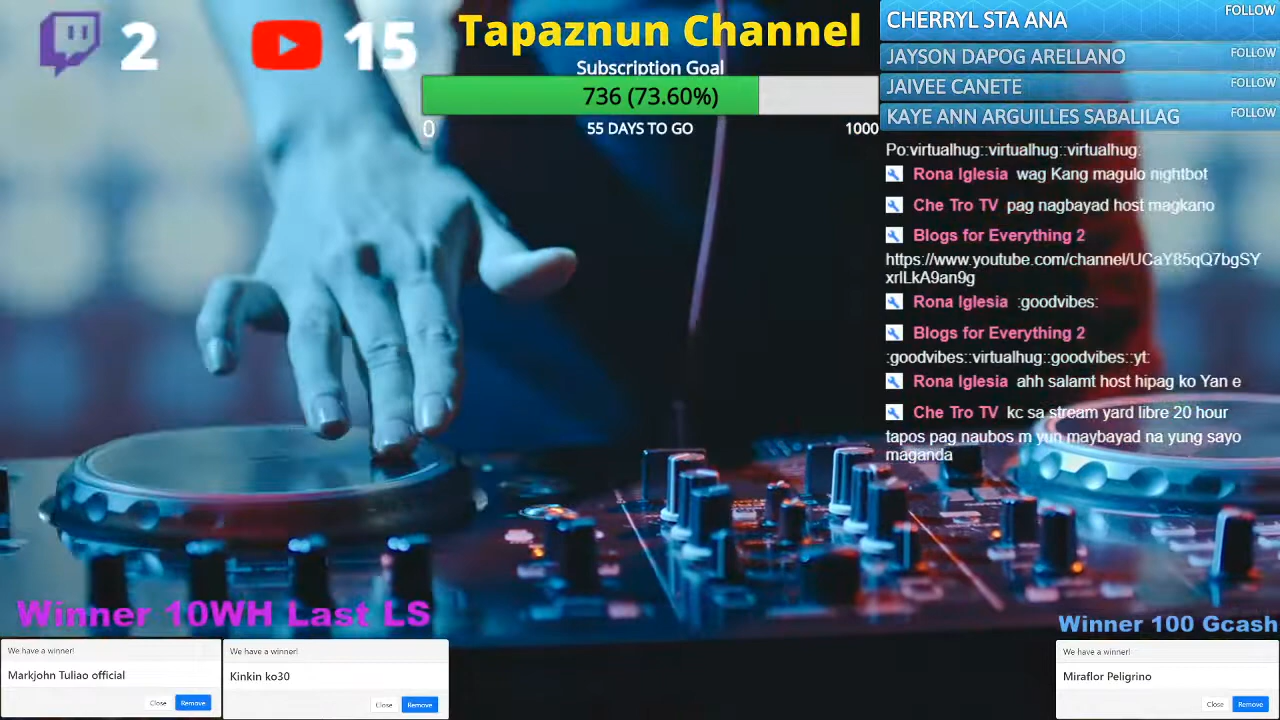 2
15
Tapaznun Channel
Subscription Goal
736 (73.60%)
0
55 DAYS TO GO
1000
CHERRYL STA ANA
FOLLOW
JAYSON DAPOG ARELLANO
FOLLOW
JAIVEE CANETE
FOLLOW
KAYE ANN ARGUILLES SABALILAG
FOLLOW
Po:virtualhug::virtualhug::virtualhug:
Rona Iglesia wag Kang magulo nightbot
Che Tro TV pag nagbayad host magkano
Blogs for Everything 2
https://www.youtube.com/channel/UCaY85qQ7bgSY
xrlLkA9an9g
Rona Iglesia :goodvibes:
Blogs for Everything 2
:goodvibes::virtualhug::goodvibes::yt:
Rona Iglesia ahh salamt host hipag ko Yan e
Che Tro TV kc sa stream yard libre 20 hour
tapos pag naubos m yun maybayad na yung sayo
maganda
Winner 10WH Last LS
We have a winner!
Markjohn Tuliao official
Close Remove
We have a winner!
Kinkin ko30
Close Remove
Winner 100 Gcash
We have a winner!
Miraflor Peligrino
Close Remove